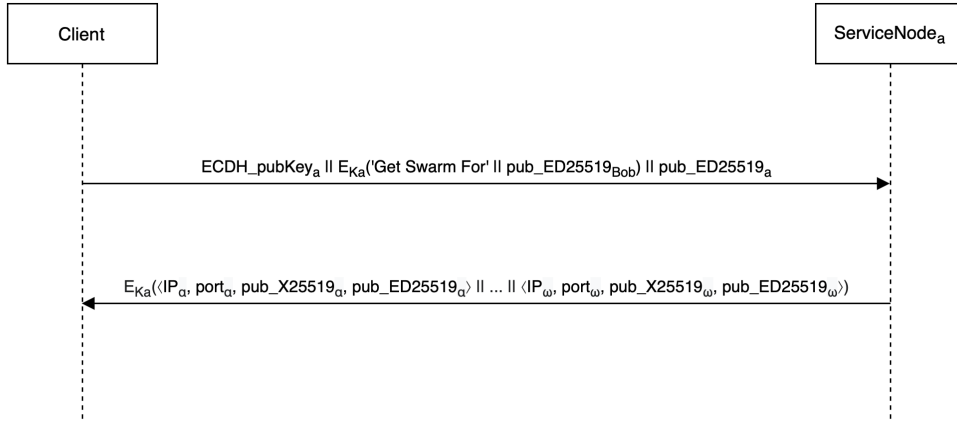 Client
ServiceNodeₐ
ECDH_pubKeyₐ || E_Ka('Get Swarm For' || pub_ED25519_Bob) || pub_ED25519ₐ
E_Ka(⟨IP_α, port_α, pub_X25519_α, pub_ED25519_α⟩ || ... || ⟨IP_ω, port_ω, pub_X25519_ω, pub_ED25519_ω⟩)